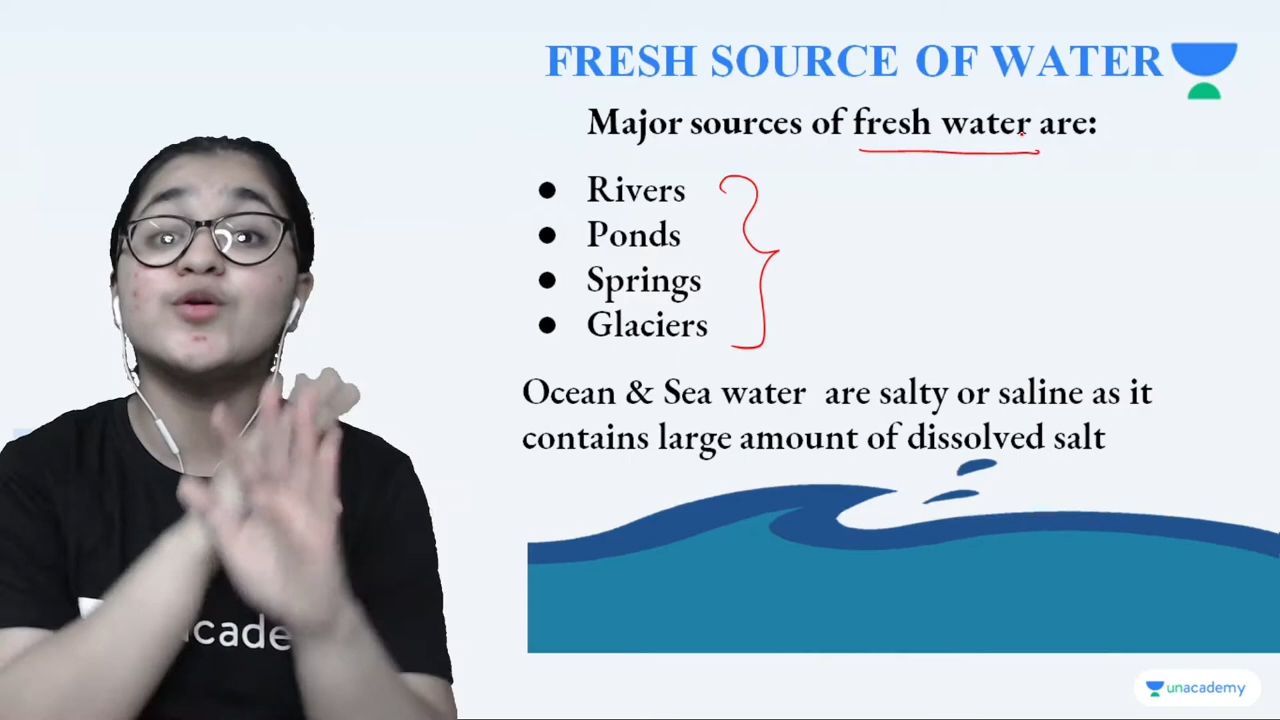 FRESH SOURCE OF WATER
Major sources of fresh water are:
● Rivers
● Ponds
● Springs
● Glaciers
Ocean & Sea water are salty or saline as it
contains large amount of dissolved salt
unacademy